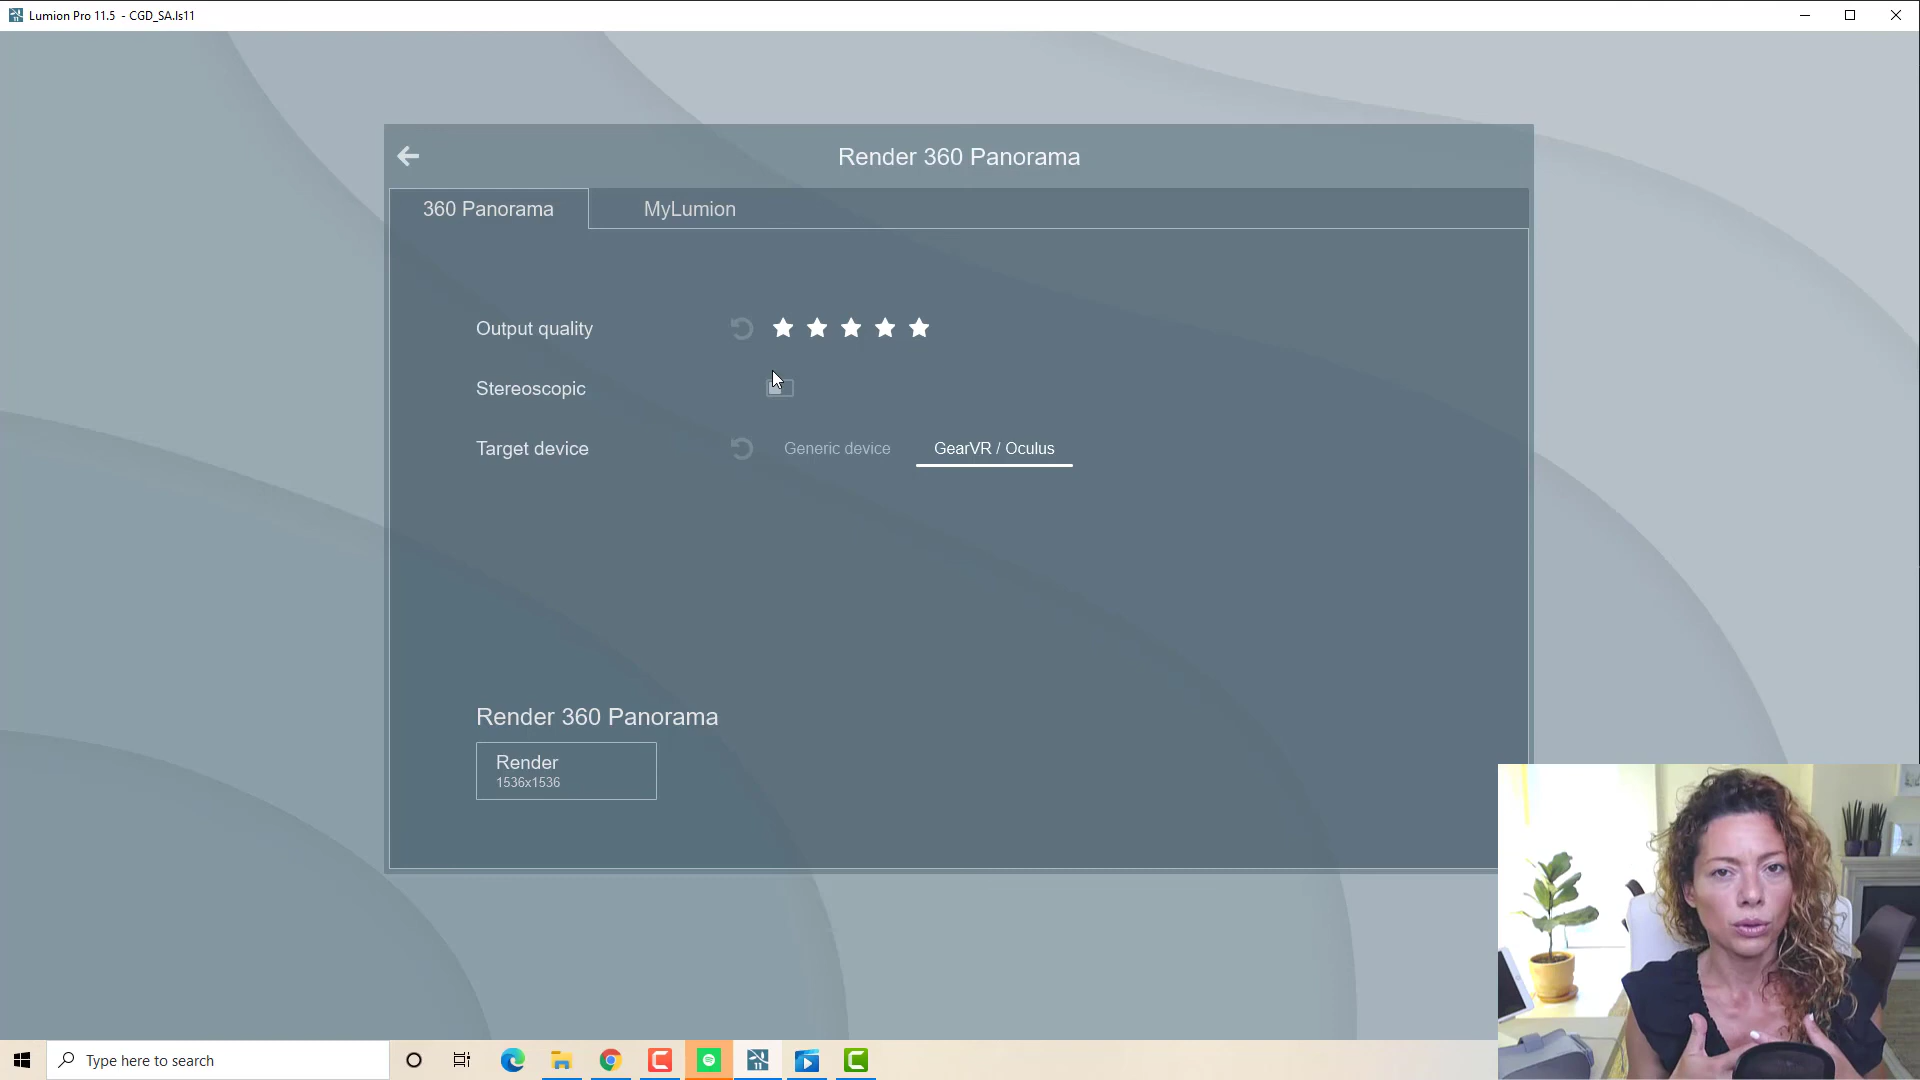 Lumion Pro 11.5 - CGD_SA.ls11
Render 360 Panorama
360 Panorama
MyLumion
Output quality
Stereoscopic
Target device
Generic device
GearVR / Oculus
Render 360 Panorama
Render
1536x1536
Type here to search
11